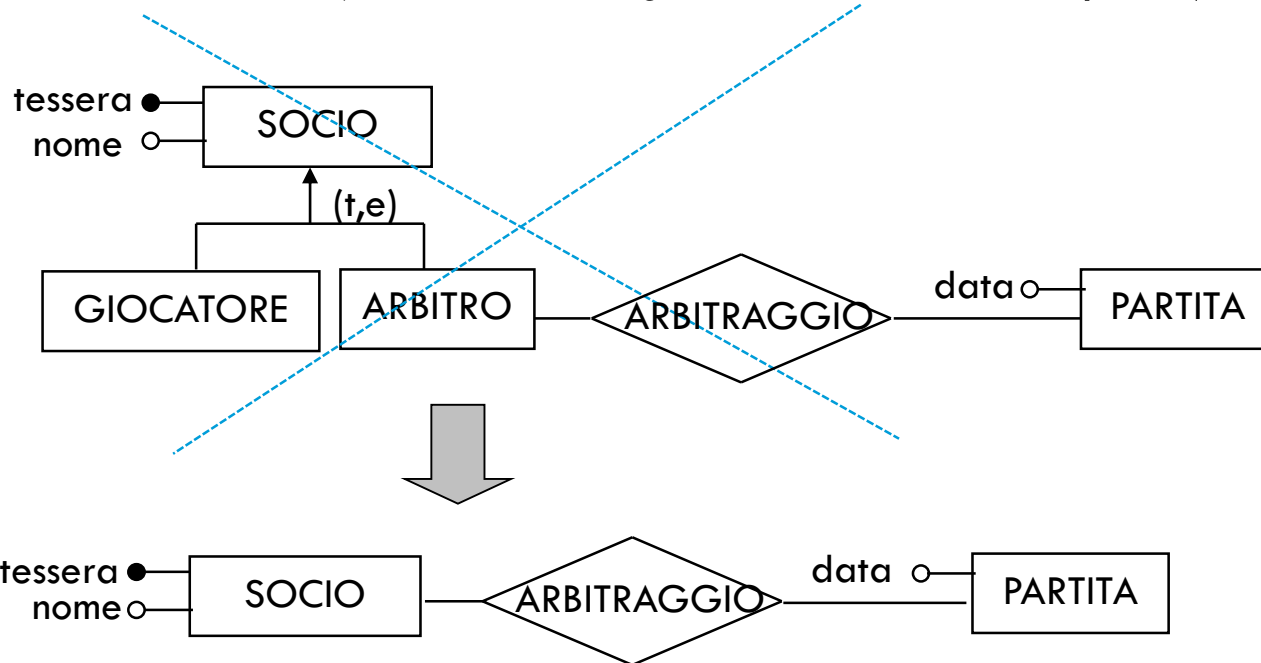 tessera
nome
SOCIO
(t,e)
GIOCATORE
ARBITRO
ARBITRAGGIO
data
PARTITA
tessera
nome
SOCIO
ARBITRAGGIO
data
PARTITA